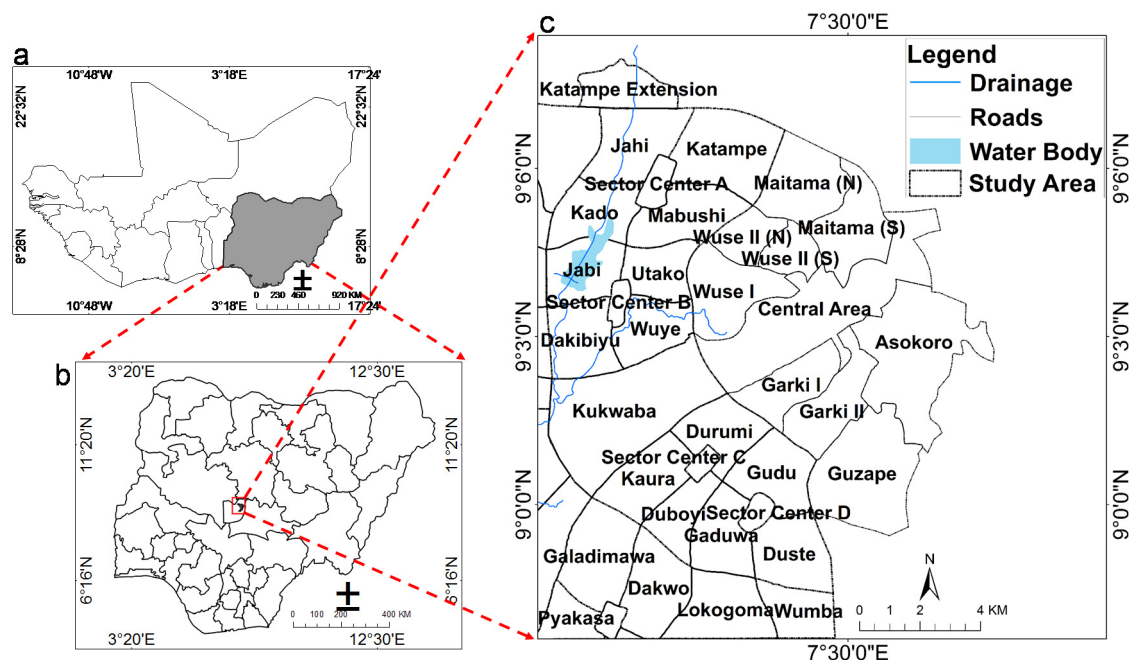 a
10°48'W 3°18'E 17°24'
22°32'N 22°32'N
8°28'N 8°28'N
0 230 460 920 KM
10°48'W 3°18'E 17°24'
b
3°20'E 12°30'E
11°20'N 11°20'N
6°16'N 6°16'N
0 100 200 400 KM
3°20'E 12°30'E
c
7°30'0"E
Legend
Drainage
Roads
Water Body
Study Area
9°6'0"N 9°6'0"N
9°3'0"N 9°3'0"N
9°0'0"N 9°0'0"N
Katampe Extension
Jahi
Katampe
Sector Center A
Maitama (N)
Kado
Mabushi
Maitama (S)
Wuse II (N)
Wuse II (S)
Jabi
Utako
Wuse I
Sector Center B
Central Area
Dakibiyu
Wuye
Asokoro
Garki I
Kukwaba
Garki II
Durumi
Sector Center C
Kaura
Gudu
Guzape
Duboyi
Sector Center D
Gaduwa
Galadimawa
Duste
Dakwo
Pyakasa
Lokogoma
Wumba
N
0 1 2 4 KM
7°30'0"E